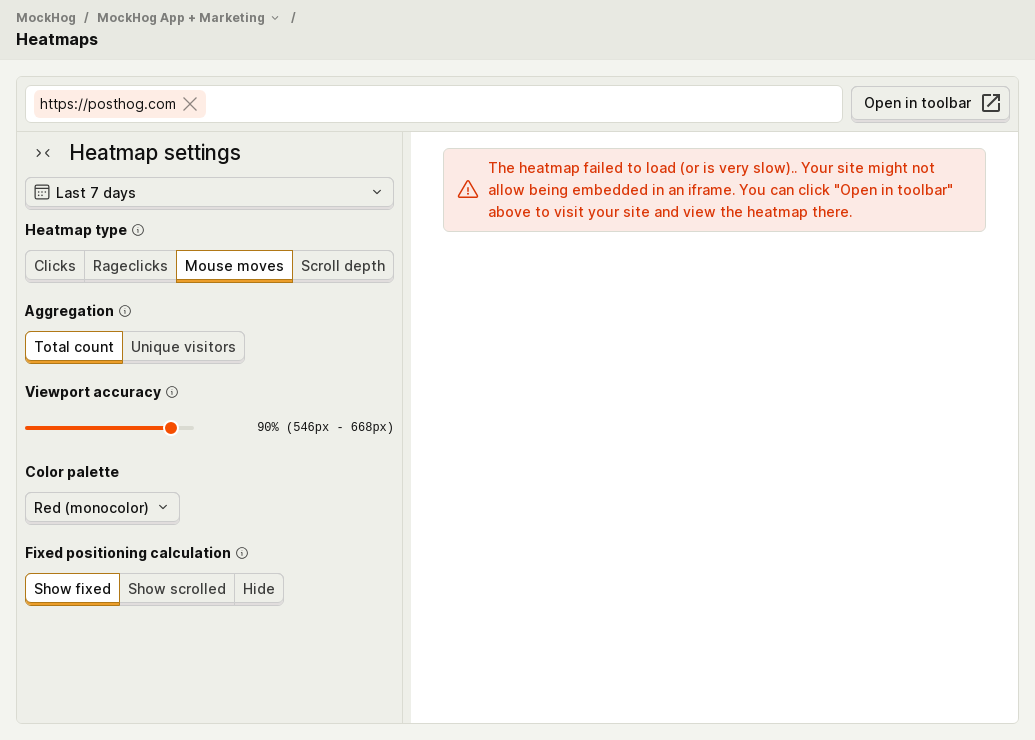 MockHog / MockHog App + Marketing /
Heatmaps
https://posthog.com
Open in toolbar
Heatmap settings
Last 7 days
Heatmap type
Clicks Rageclicks Mouse moves Scroll depth
Aggregation
Total count Unique visitors
Viewport accuracy
90% (546px - 668px)
Color palette
Red (monocolor)
Fixed positioning calculation
Show fixed Show scrolled Hide
The heatmap failed to load (or is very slow).. Your site might not
allow being embedded in an iframe. You can click "Open in toolbar"
above to visit your site and view the heatmap there.